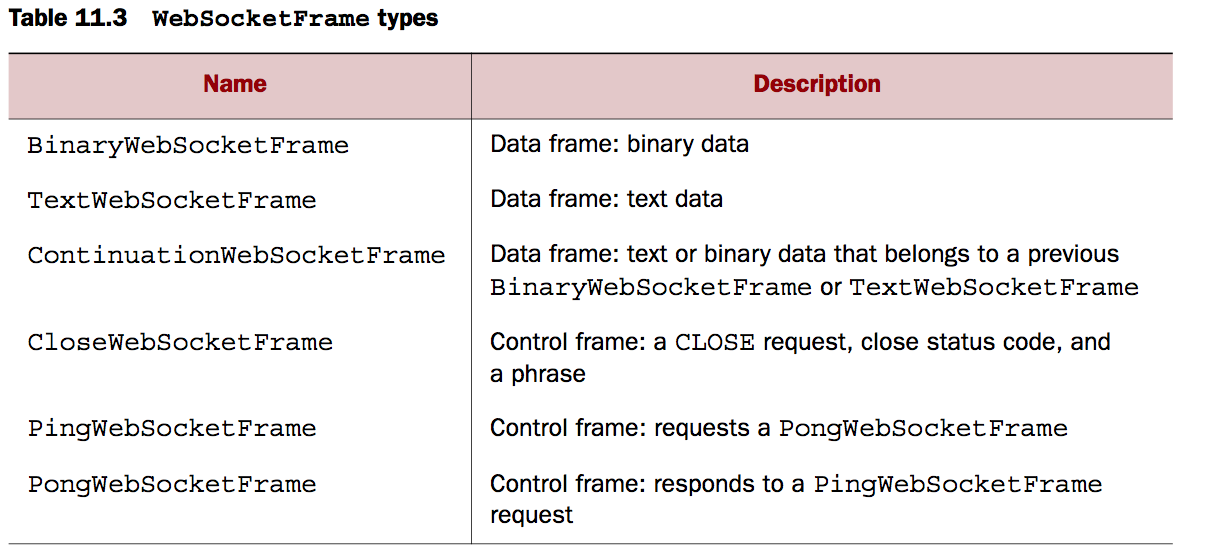 Table 11.3 WebSocketFrame types
Name Description
BinaryWebSocketFrame Data frame: binary data
TextWebSocketFrame Data frame: text data
ContinuationWebSocketFrame Data frame: text or binary data that belongs to a previous
BinaryWebSocketFrame or TextWebSocketFrame
CloseWebSocketFrame Control frame: a CLOSE request, close status code, and
a phrase
PingWebSocketFrame Control frame: requests a PongWebSocketFrame
PongWebSocketFrame Control frame: responds to a PingWebSocketFrame
request